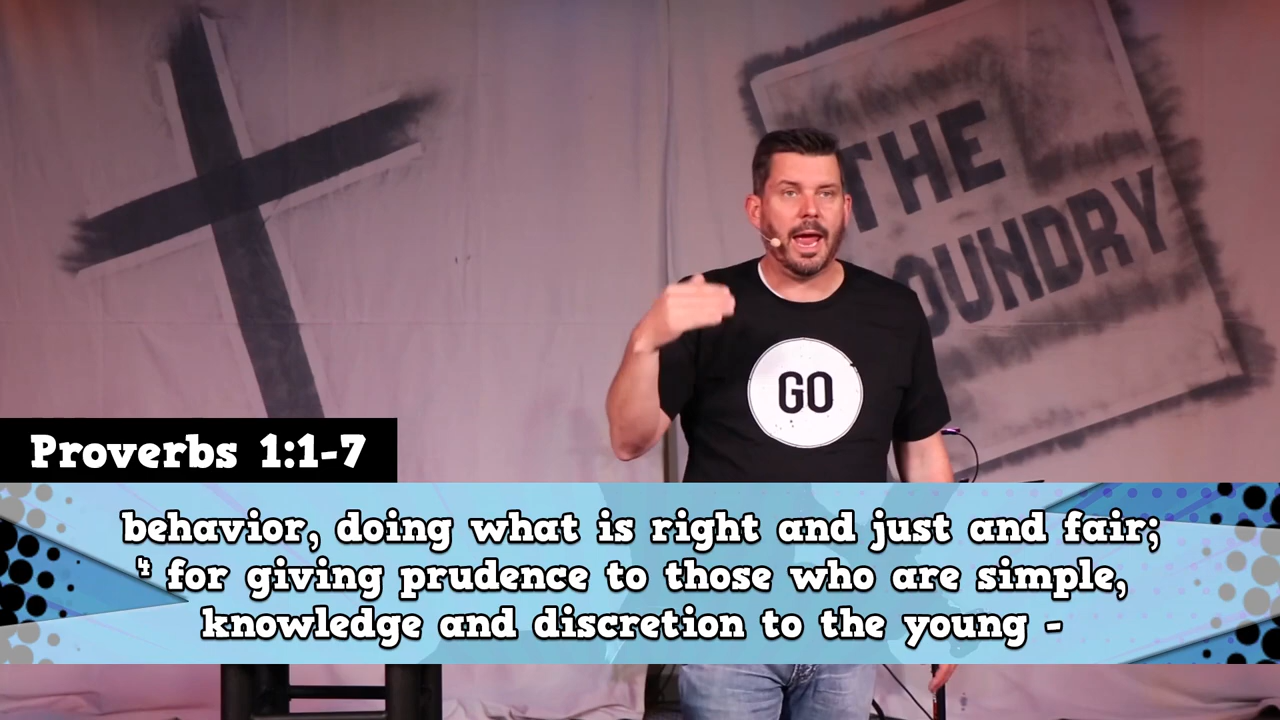 THE
FOUNDRY
GO
Proverbs 1:1-7
behavior, doing what is right and just and fair;
4 for giving prudence to those who are simple,
knowledge and discretion to the young -